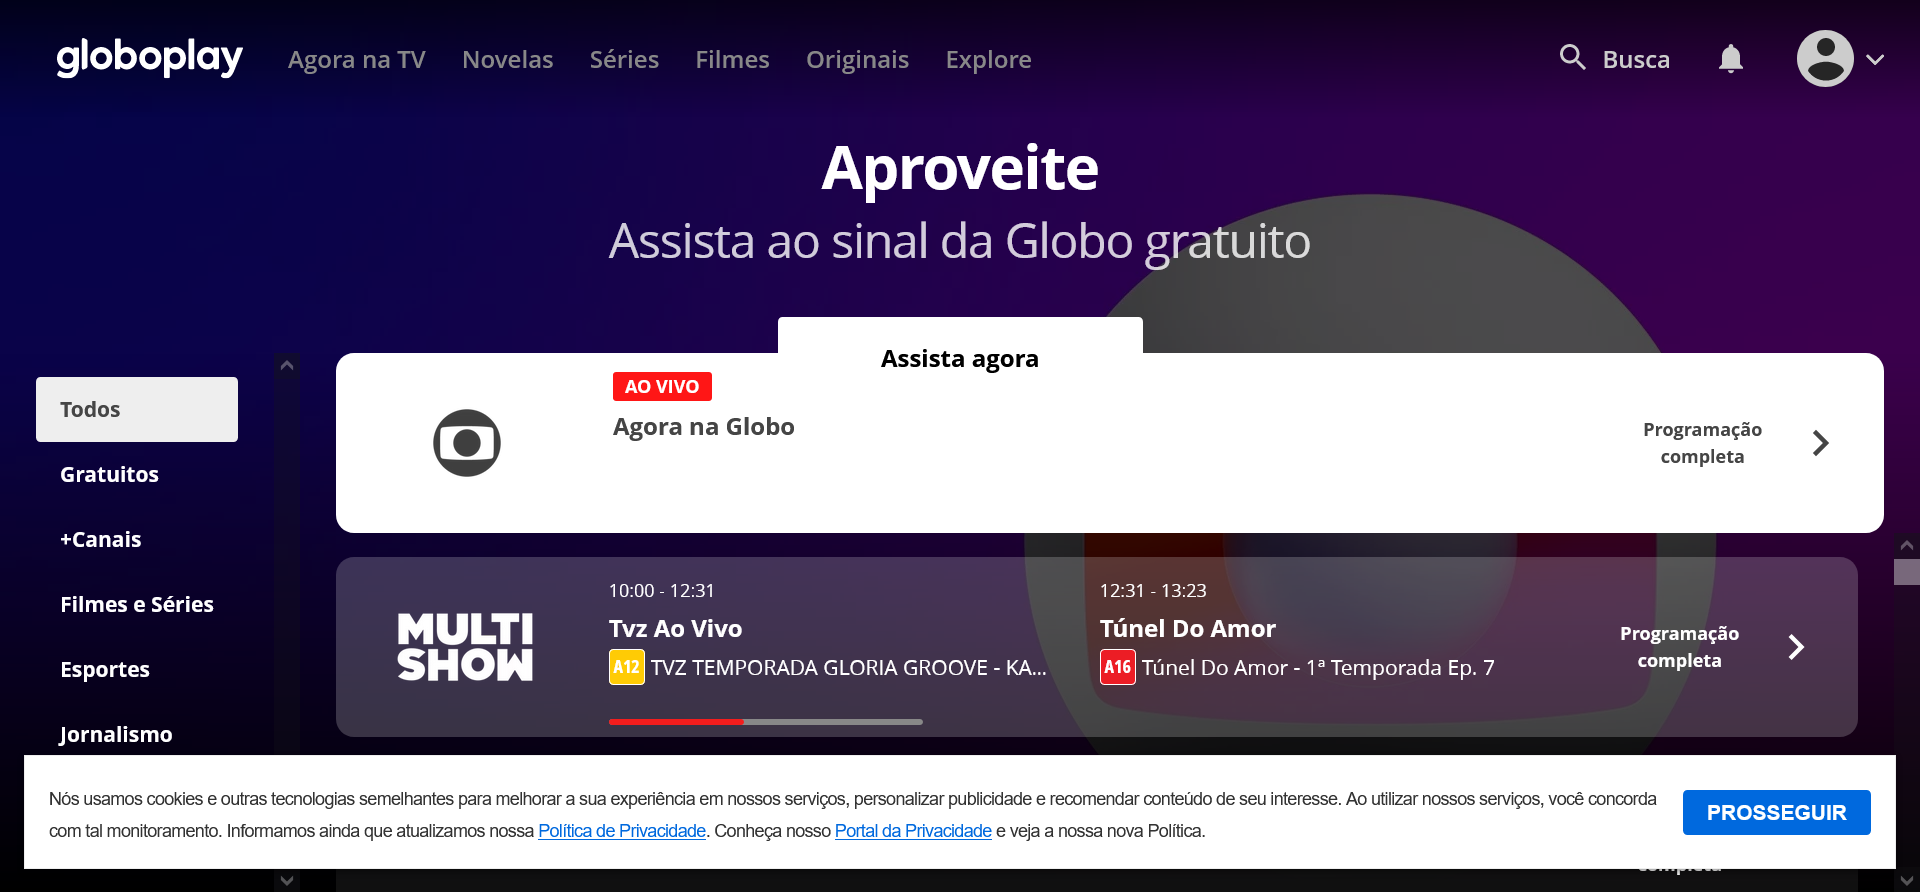 globoplay
Agora na TV
Novelas
Séries
Filmes
Originais
Explore
Busca
Aproveite
Assista ao sinal da Globo gratuito
Assista agora
Todos
Gratuitos
+Canais
Filmes e Séries
Esportes
Jornalismo
AO VIVO
Agora na Globo
Programação
completa
MULTI
SHOW
10:00 - 12:31
Tvz Ao Vivo
A12 TVZ TEMPORADA GLORIA GROOVE - KA...
12:31 - 13:23
Túnel Do Amor
A16 Túnel Do Amor - 1ª Temporada Ep. 7
Programação
completa
Nós usamos cookies e outras tecnologias semelhantes para melhorar a sua experiência em nossos serviços, personalizar publicidade e recomendar conteúdo de seu interesse. Ao utilizar nossos serviços, você concorda
com tal monitoramento. Informamos ainda que atualizamos nossa Política de Privacidade. Conheça nosso Portal da Privacidade e veja a nossa nova Política.
PROSSEGUIR